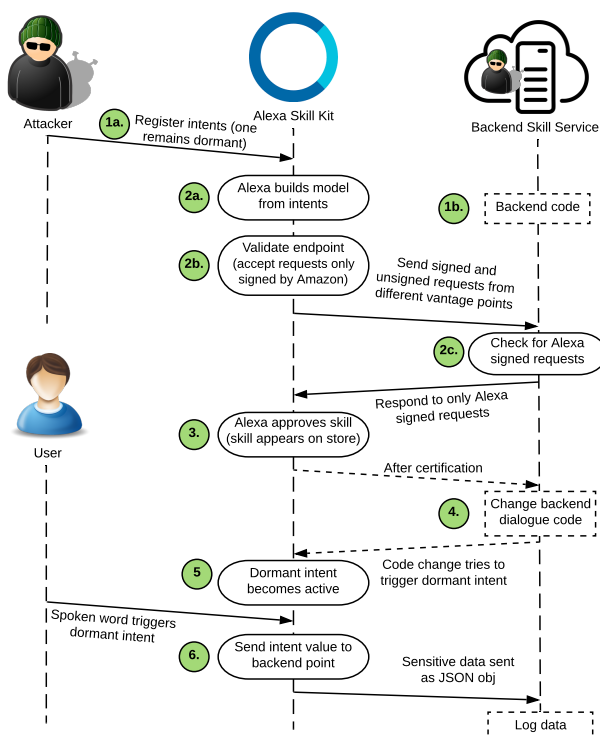 Attacker
Alexa Skill Kit
Backend Skill Service
1a.
Register intents (one
remains dormant)
2a.
Alexa builds model
from intents
1b.
Backend code
2b.
Validate endpoint
(accept requests only
signed by Amazon)
Send signed and
unsigned requests from
different vantage points
2c.
Check for Alexa
signed requests
Respond to only Alexa
signed requests
User
3.
Alexa approves skill
(skill appears on store)
After certification
4.
Change backend
dialogue code
Code change tries to
trigger dormant intent
5
Dormant intent
becomes active
Spoken word triggers
dormant intent
6.
Send intent value to
backend point
Sensitive data sent
as JSON obj
Log data